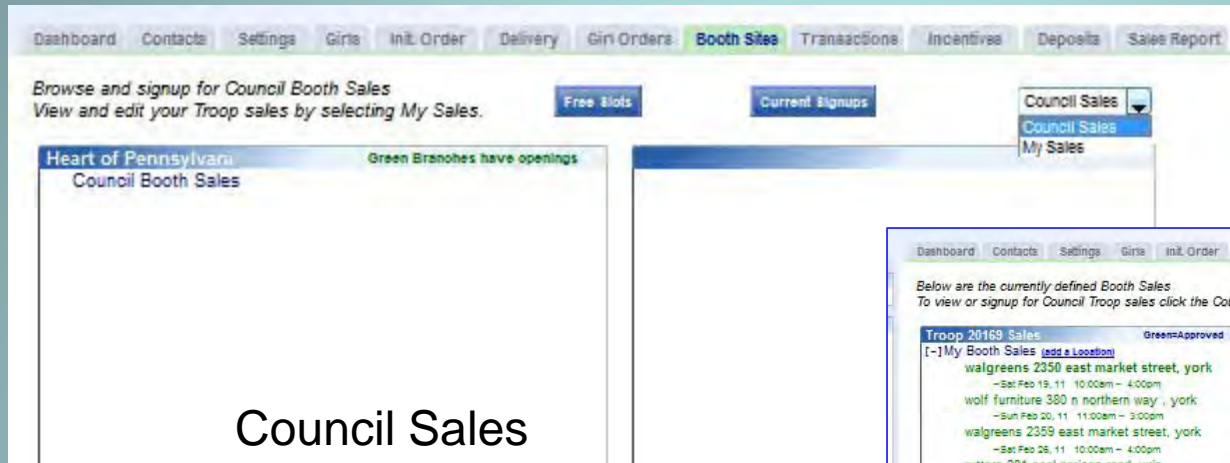 Dashboard Contacts Settings Girls Init. Order Delivery Girl Orders Booth Sites Transactions Incentives Deposits Sales Report
Browse and signup for Council Booth Sales
View and edit your Troop sales by selecting My Sales.
Free Slots
Current Signups
Council Sales
Council Sales
My Sales
Heart of Pennsylvani
Green Branches have openings
Council Booth Sales
Council Sales
Dashboard Contacts Settings Girls Init. Order
Below are the currently defined Booth Sales
To view or signup for Council Troop sales click the Cou
Troop 20169 Sales
Green=Approved
[-]My Booth Sales (add a Location)
walgreens 2350 east market street, york
~Sat Feb 19, 11 10:00am ~ 4:00pm
wolf furniture 380 n northern way , york
~Sun Feb 20, 11 11:00am ~ 3:00pm
walgreens 2359 east market street, york
~Sat Feb 26, 11 10:00am ~ 4:00pm